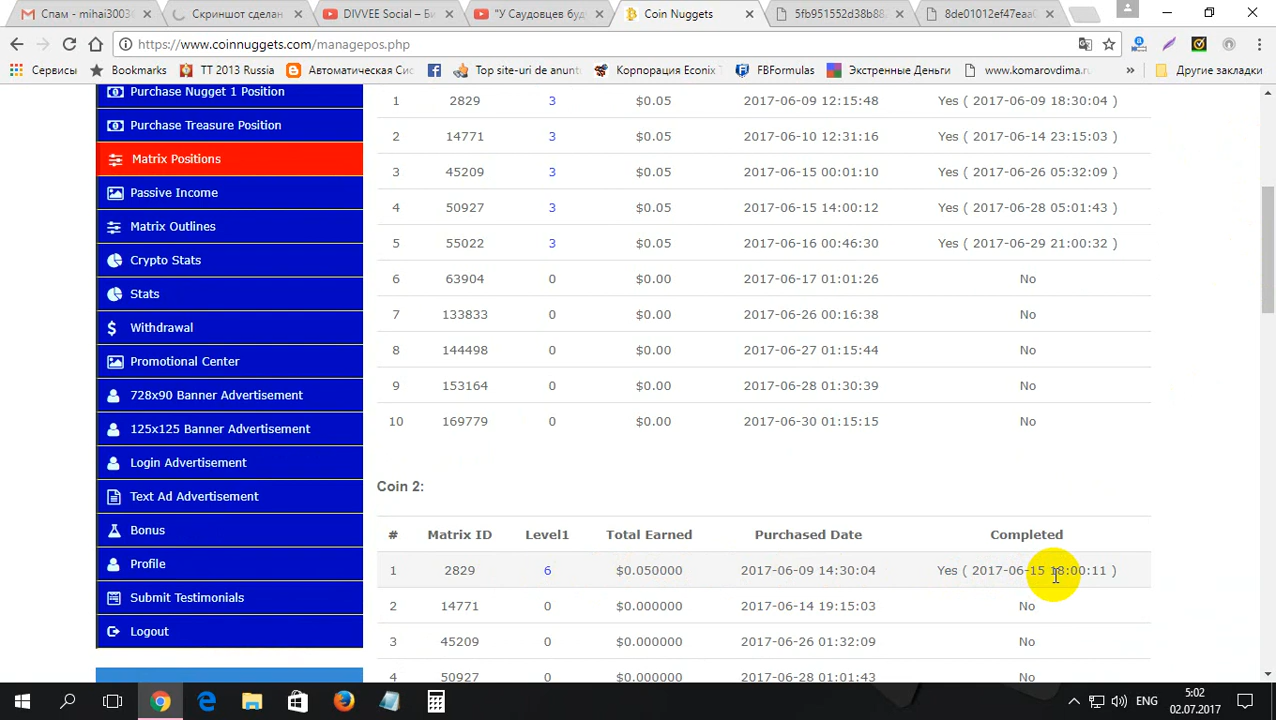 Спам - mihai3003
Скриншот сделан
DIVVEE Social – Б
"У Саудовцев буд
Coin Nuggets
5fb951552d38b88
8de01012ef47eaa
https://www.coinnuggets.com/managepos.php
Сервисы
Bookmarks
TT 2013 Russia
Автоматическая Си
Top site-uri de anunt
Корпорация Econix
FBFormulas
Экстренные Деньги
www.komarovdima.r
»
Другие закладки
Purchase Nugget 1 Position
Purchase Treasure Position
Matrix Positions
Passive Income
Matrix Outlines
Crypto Stats
Stats
Withdrawal
Promotional Center
728x90 Banner Advertisement
125x125 Banner Advertisement
Login Advertisement
Text Ad Advertisement
Bonus
Profile
Submit Testimonials
Logout
1 2829 3 $0.05 2017-06-09 12:15:48 Yes ( 2017-06-09 18:30:04 )
2 14771 3 $0.05 2017-06-10 12:31:16 Yes ( 2017-06-14 23:15:03 )
3 45209 3 $0.05 2017-06-15 00:01:10 Yes ( 2017-06-26 05:32:09 )
4 50927 3 $0.05 2017-06-15 14:00:12 Yes ( 2017-06-28 05:01:43 )
5 55022 3 $0.05 2017-06-16 00:46:30 Yes ( 2017-06-29 21:00:32 )
6 63904 0 $0.00 2017-06-17 01:01:26 No
7 133833 0 $0.00 2017-06-26 00:16:38 No
8 144498 0 $0.00 2017-06-27 01:15:44 No
9 153164 0 $0.00 2017-06-28 01:30:39 No
10 169779 0 $0.00 2017-06-30 01:15:15 No
Coin 2:
# Matrix ID Level1 Total Earned Purchased Date Completed
1 2829 6 $0.050000 2017-06-09 14:30:04 Yes ( 2017-06-15 18:00:11 )
2 14771 0 $0.000000 2017-06-14 19:15:03 No
3 45209 0 $0.000000 2017-06-26 01:32:09 No
4 50927 0 $0.000000 2017-06-28 01:01:43 No
ENG
5:02
02.07.2017